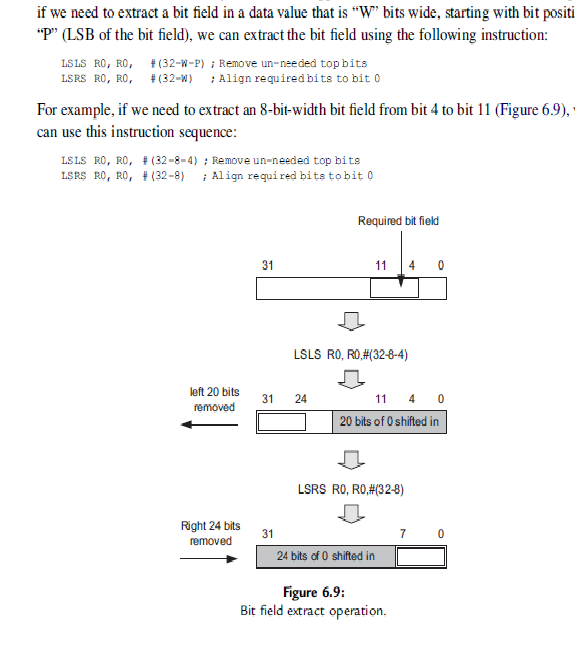 if we need to extract a bit field in a data value that is “W” bits wide, starting with bit positi
“P” (LSB of the bit field), we can extract the bit field using the following instruction:
LSLS R0, R0, #(32-W-P) ; Remove un-needed top bits
LSRS R0, R0, #(32-W) ; Align required bits to bit 0
For example, if we need to extract an 8-bit-width bit field from bit 4 to bit 11 (Figure 6.9),
can use this instruction sequence:
LSLS R0, R0, #(32-8-4) ; Remove un-needed top bits
LSRS R0, R0, #(32-8) ; Align required bits to bit 0
Required bit field
31 11 4 0
LSLS R0, R0,#(32-8-4)
left 20 bits
removed
31 24 11 4 0
20 bits of 0 shifted in
LSRS R0, R0,#(32-8)
Right 24 bits
removed
31 7 0
24 bits of 0 shifted in
Figure 6.9:
Bit field extract operation.